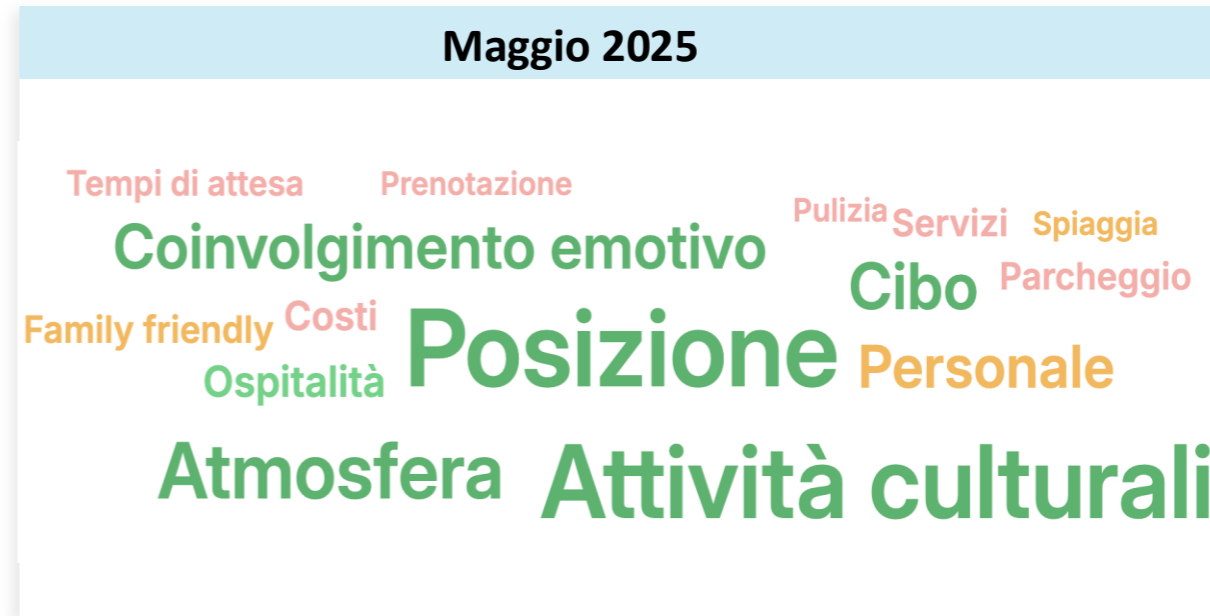 Maggio 2025
Tempi di attesa
Prenotazione
Pulizia
Servizi
Spiaggia
Coinvolgimento emotivo
Cibo
Parcheggio
Family friendly
Costi
Posizione
Personale
Ospitalità
Atmosfera
Attività culturali